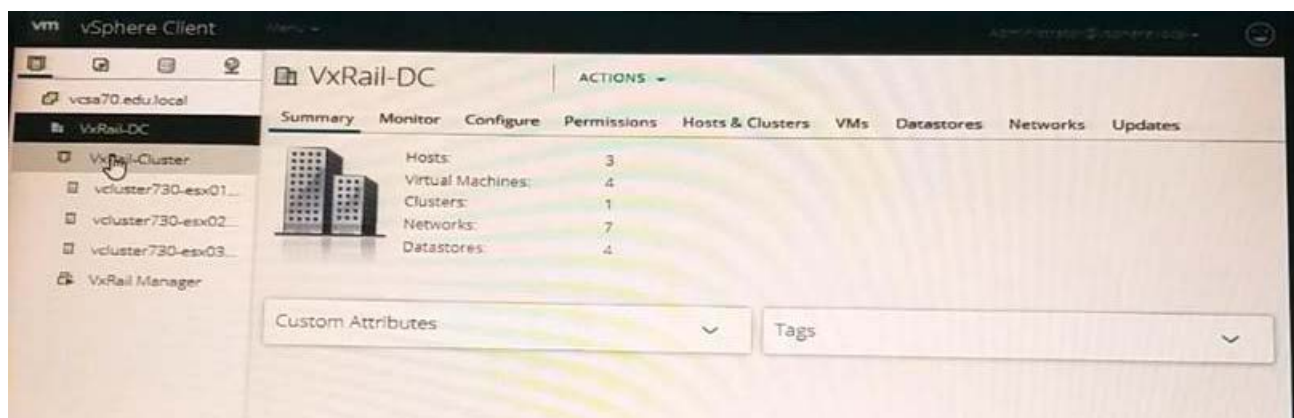 vm vSphere Client Menu
VxRail-DC ACTIONS
vcsa70.edu.local
VxRail-DC
VxRail-Cluster
vcluster730-esx01...
vcluster730-esx02...
vcluster730-esx03...
VxRail Manager
Summary Monitor Configure Permissions Hosts & Clusters VMs Datastores Networks Updates
Hosts: 3
Virtual Machines: 4
Clusters: 1
Networks: 7
Datastores: 4
Custom Attributes
Tags